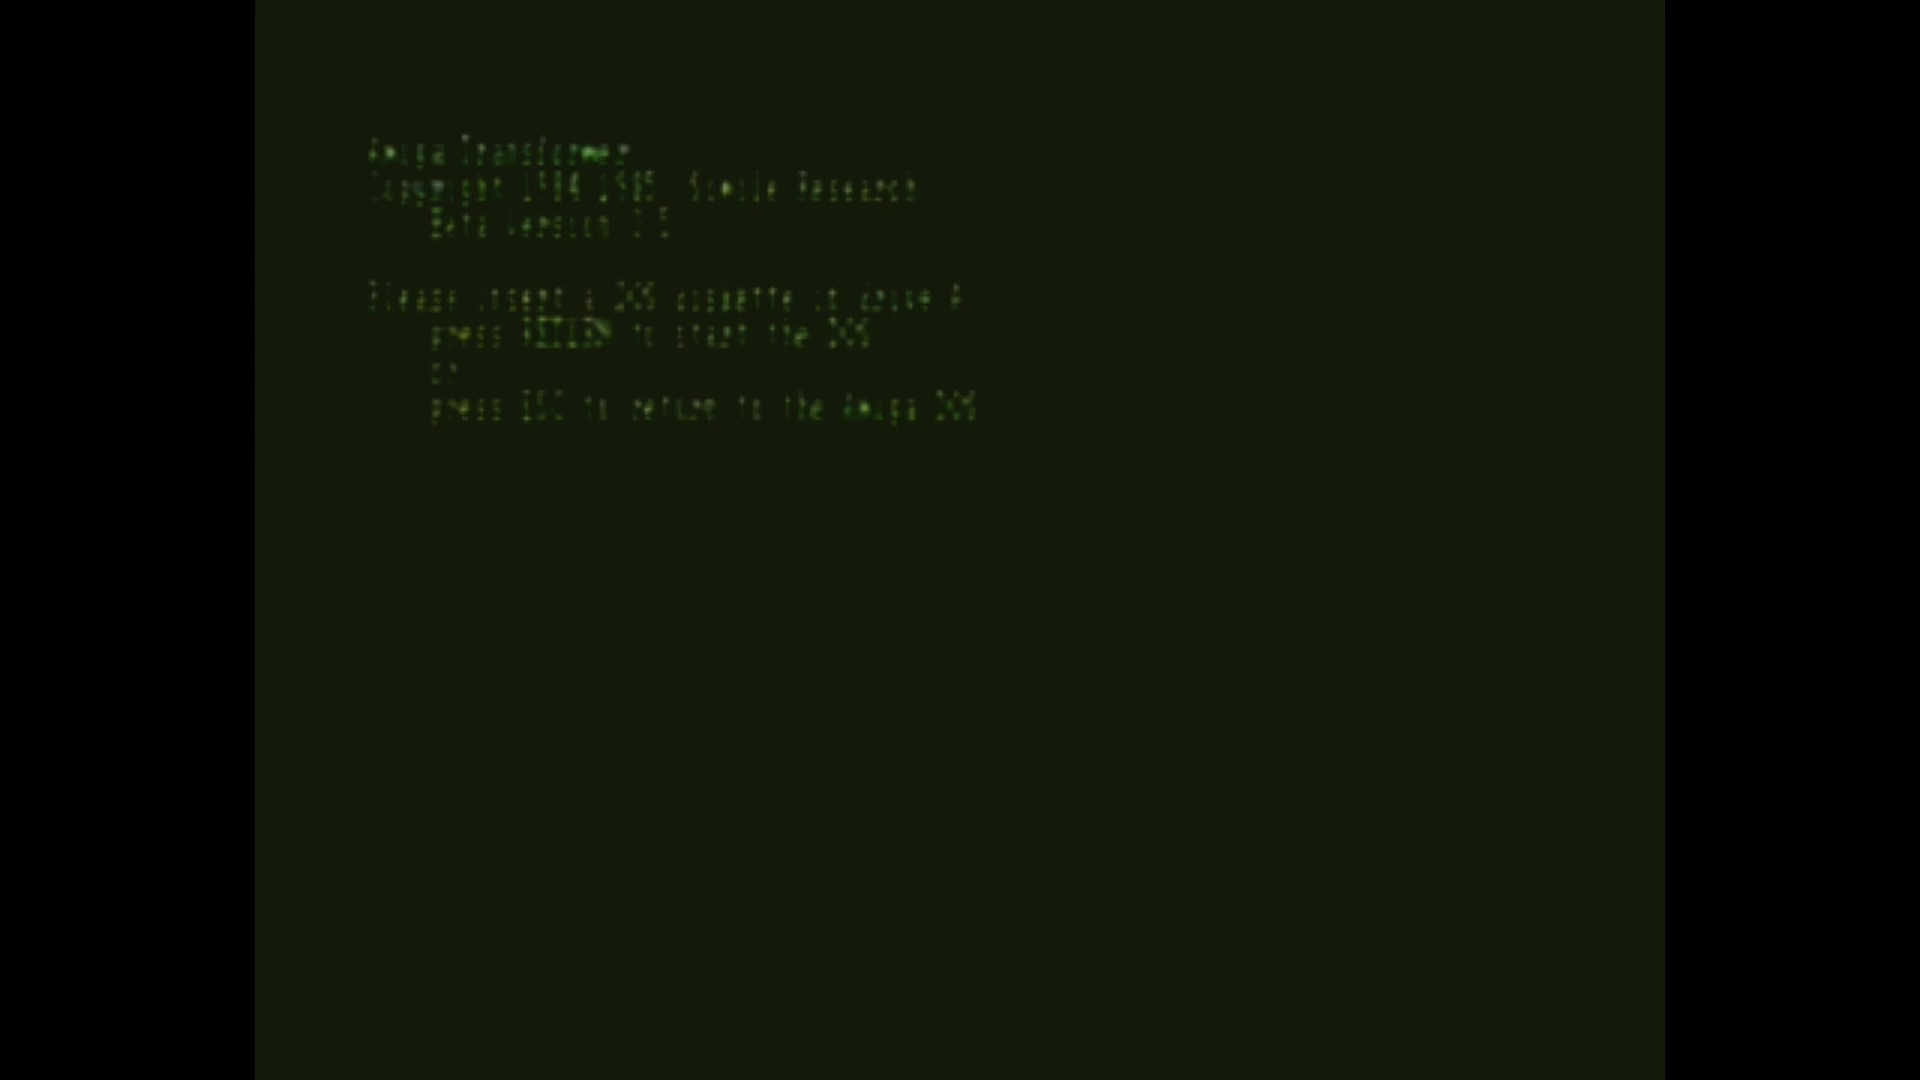 Amiga Transformer
Copyright 1984 1985 Simile Research
Beta Version
Please insert a DOS diskette in drive
press RETURN to start the DOS
or
press ESC to return to the Amiga DOS